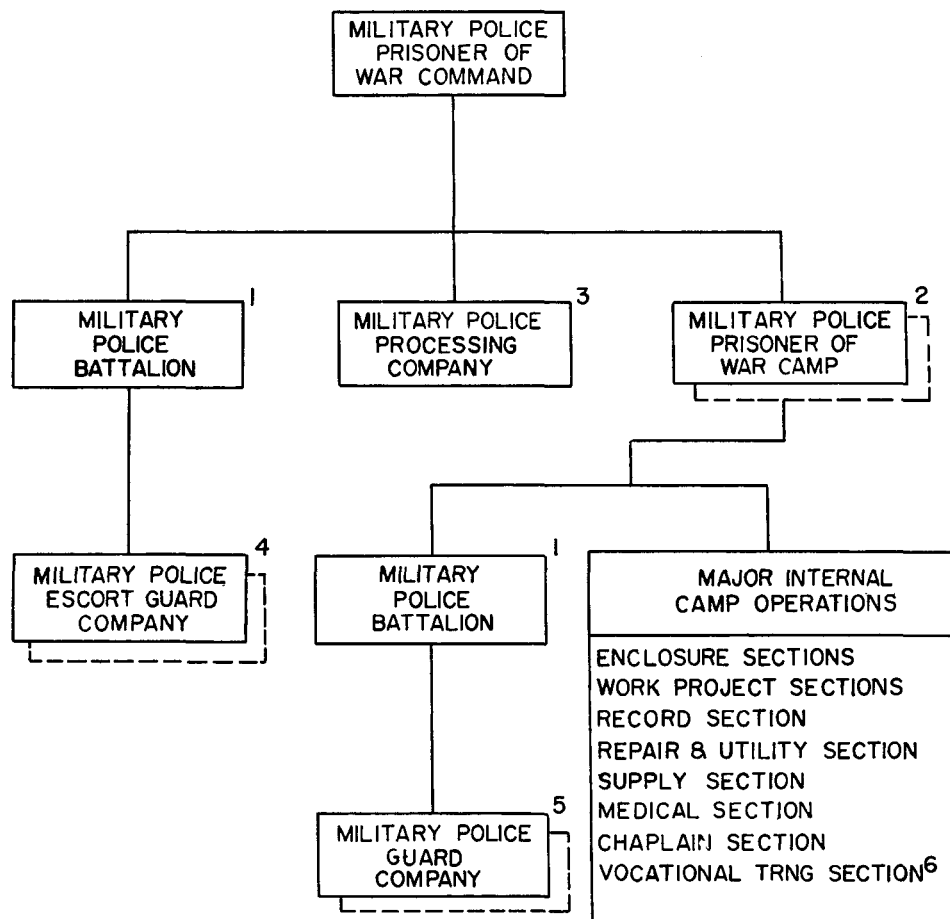 MILITARY POLICE
PRISONER OF
WAR COMMAND
1
MILITARY
POLICE
BATTALION
3
MILITARY POLICE
PROCESSING
COMPANY
2
MILITARY POLICE
PRISONER OF
WAR CAMP
4
MILITARY POLICE
ESCORT GUARD
COMPANY
1
MILITARY
POLICE
BATTALION
MAJOR INTERNAL
CAMP OPERATIONS
ENCLOSURE SECTIONS
WORK PROJECT SECTIONS
RECORD SECTION
REPAIR & UTILITY SECTION
SUPPLY SECTION
MEDICAL SECTION
CHAPLAIN SECTION
VOCATIONAL TRNG SECTION6
5
MILITARY POLICE
GUARD
COMPANY